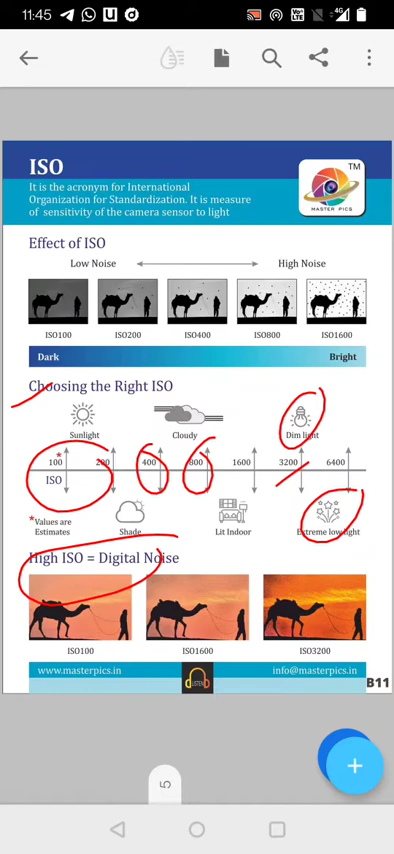 11:45
Vo
LTE
4G
ISO
It is the acronym for International
Organization for Standardization. It is measure
of sensitivity of the camera sensor to light
TM
MASTER PICS
Effect of ISO
Low Noise High Noise
ISO100 ISO200 ISO400 ISO800 ISO1600
Dark Bright
Choosing the Right ISO
Sunlight Cloudy Dim light
100* 200 400 800 1600 3200 6400
ISO
*Values are
Estimates
Shade Lit Indoor Extreme low light
High ISO = Digital Noise
ISO100 ISO1600 ISO3200
www.masterpics.in LISTEN info@masterpics.in
B11
5